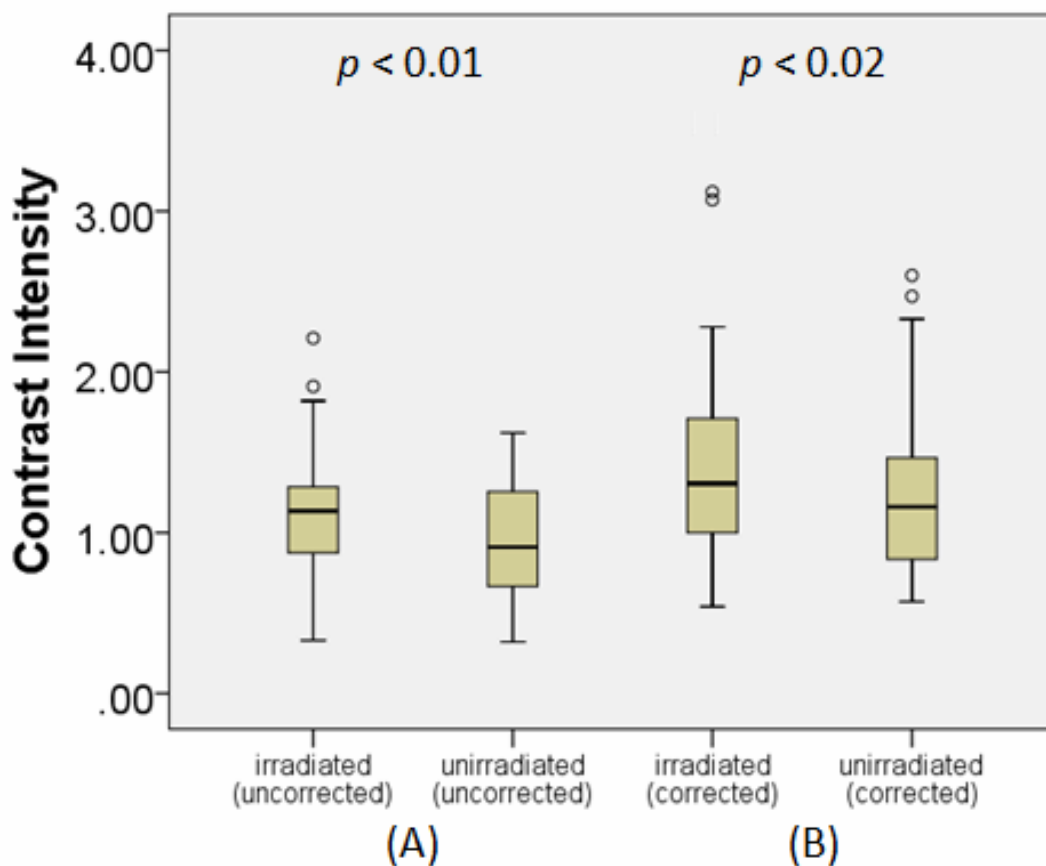 p < 0.01
p < 0.02
Contrast Intensity
4.00
3.00
2.00
1.00
.00
irradiated
(uncorrected)
unirradiated
(uncorrected)
irradiated
(corrected)
unirradiated
(corrected)
(A)
(B)